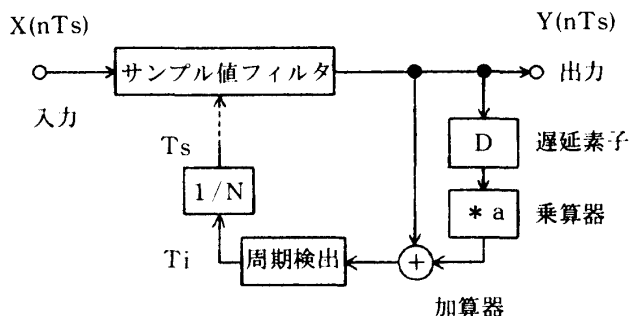 X(nTs)
Y(nTs)
サンプル値フィルタ
出力
入力
Ts
D
遅延素子
1/N
* a
乗算器
Ti
周期検出
+
加算器